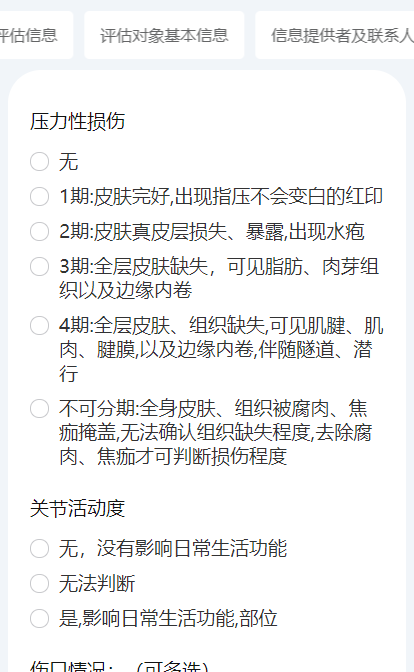 评估信息
评估对象基本信息
信息提供者及联系人
压力性损伤
无
1期:皮肤完好,出现指压不会变白的红印
2期:皮肤真皮层损失、暴露,出现水疱
3期:全层皮肤缺失，可见脂肪、肉芽组
织以及边缘内卷
4期:全层皮肤、组织缺失,可见肌腱、肌
肉、腱膜,以及边缘内卷,伴随隧道、潜
行
不可分期:全身皮肤、组织被腐肉、焦
痂掩盖,无法确认组织缺失程度,去除腐
肉、焦痂才可判断损伤程度
关节活动度
无，没有影响日常生活功能
无法判断
是,影响日常生活功能,部位
伤口情况：（可多选）